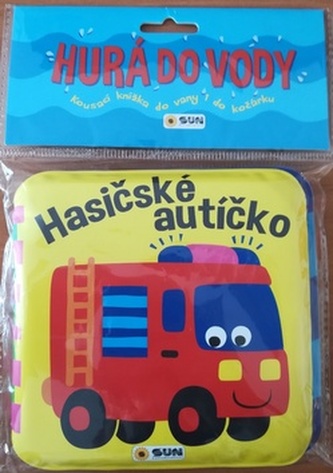 HURÁ DO VODY
Kousací knížka do vany i do kočárku
SUN
Hasičské
autíčko
SUN